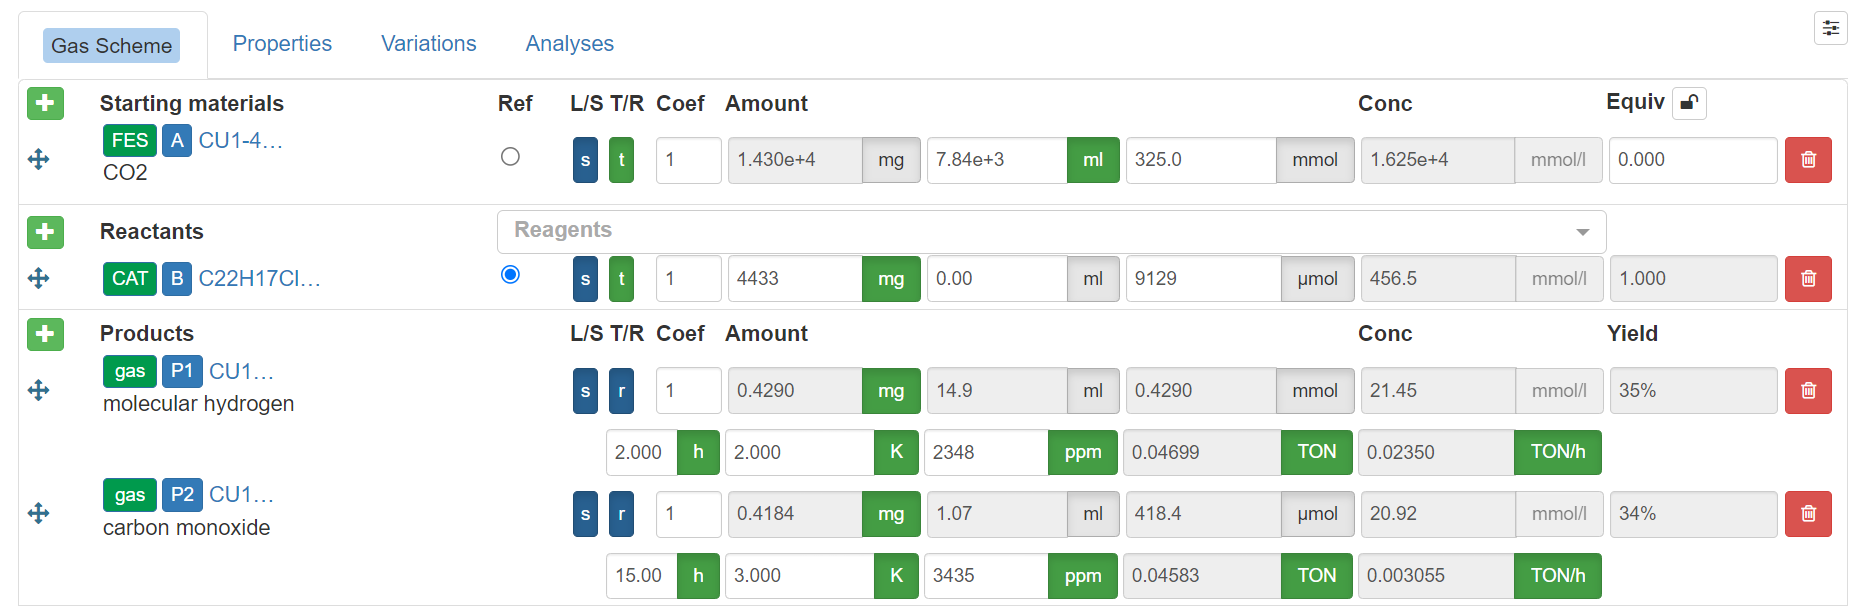 Gas Scheme Properties Variations Analyses
Starting materials Ref L/S T/R Coef Amount Conc Equiv
FES A CU1-4…
CO2
s t 1 1.430e+4 mg 7.84e+3 ml 325.0 mmol 1.625e+4 mmol/l 0.000
Reactants Reagents
CAT B C22H17Cl… s t 1 4433 mg 0.00 ml 9129 µmol 456.5 mmol/l 1.000
Products L/S T/R Coef Amount Conc Yield
gas P1 CU1…
molecular hydrogen
s r 1 0.4290 mg 14.9 ml 0.4290 mmol 21.45 mmol/l 35%
2.000 h 2.000 K 2348 ppm 0.04699 TON 0.02350 TON/h
gas P2 CU1…
carbon monoxide
s r 1 0.4184 mg 1.07 ml 418.4 µmol 20.92 mmol/l 34%
15.00 h 3.000 K 3435 ppm 0.04583 TON 0.003055 TON/h